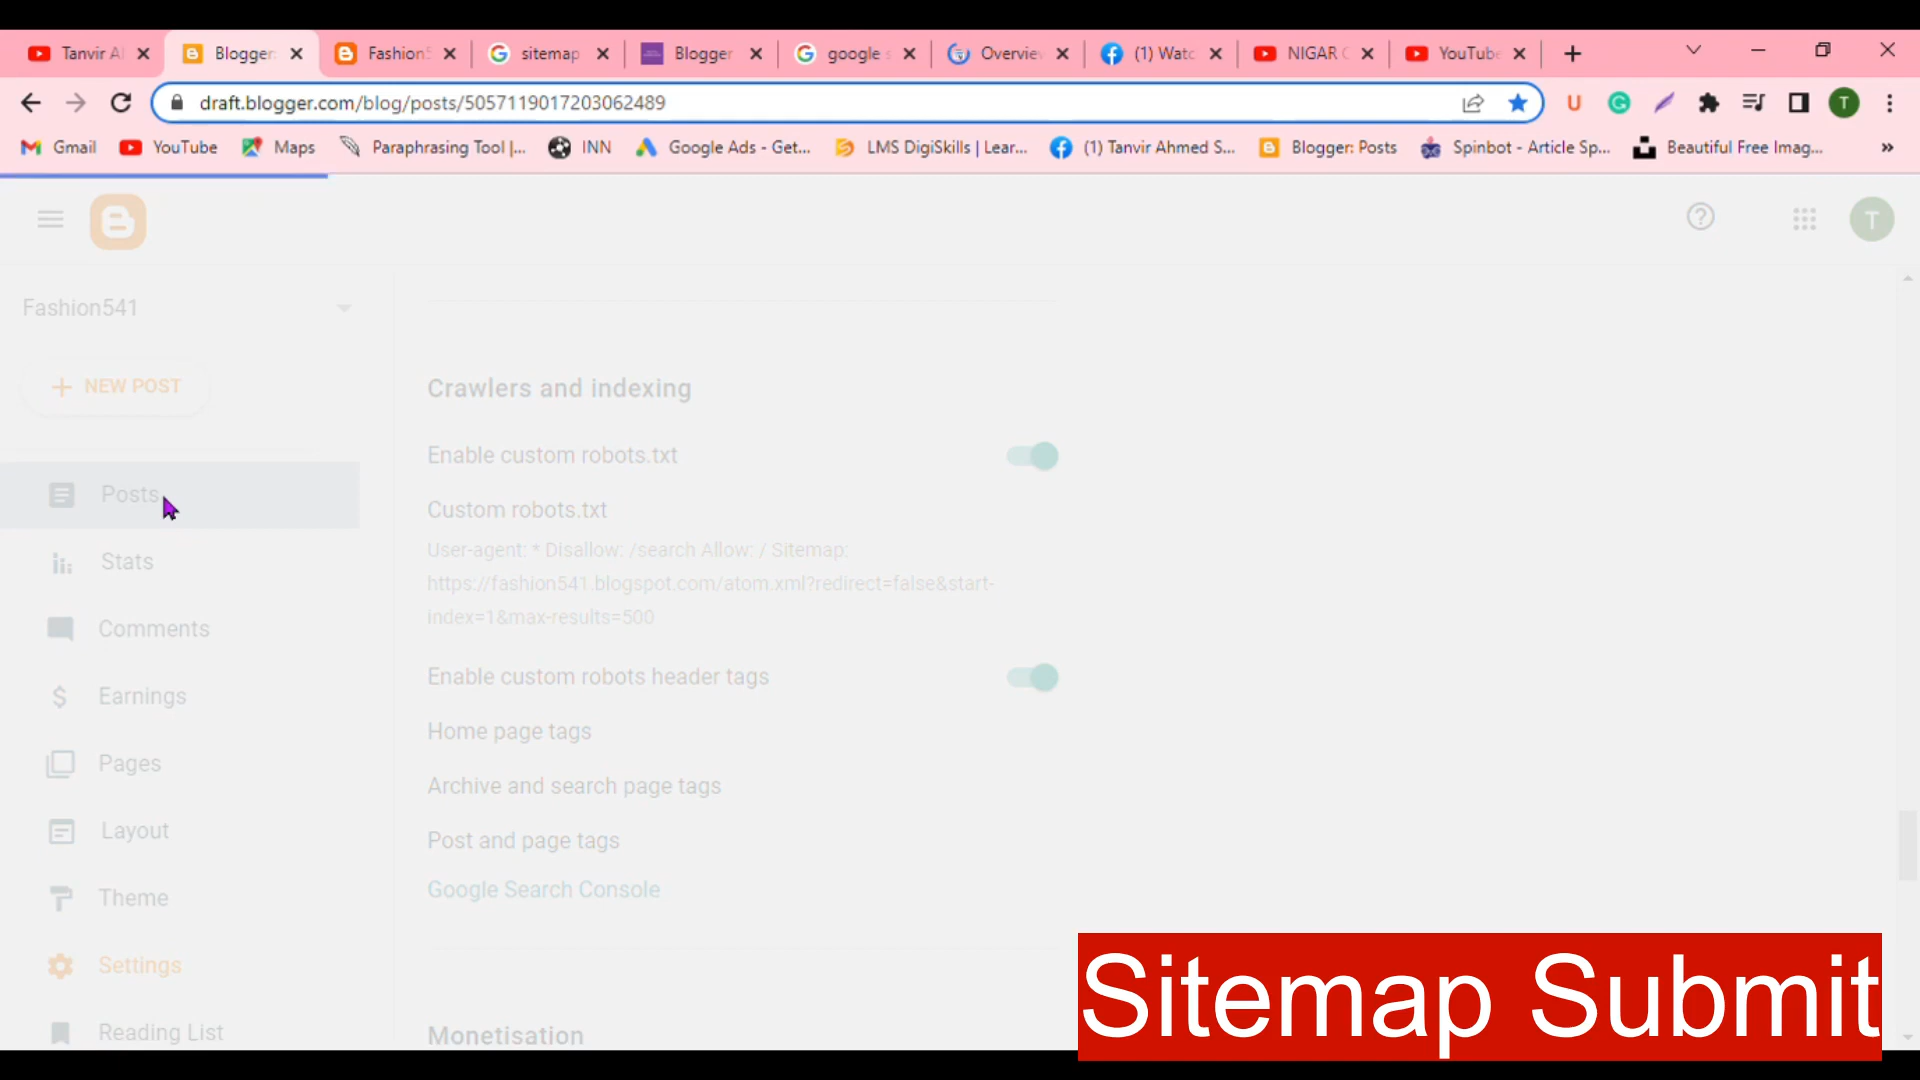 Tanvir Al
Blogger:
Fashion5
sitemap
Blogger
google s
Overview
(1) Watc
NIGAR
YouTube
draft.blogger.com/blog/posts/5057119017203062489
U
G
T
Gmail
YouTube
Maps
Paraphrasing Tool |...
INN
Google Ads - Get...
LMS DigiSkills | Lear...
(1) Tanvir Ahmed S...
Blogger: Posts
Spinbot - Article Sp...
Beautiful Free Imag...
»
T
Fashion541
+ NEW POST
Posts
Stats
Comments
Earnings
Pages
Layout
Theme
Settings
Reading List
Crawlers and indexing
Enable custom robots.txt
Custom robots.txt
User-agent: * Disallow: /search Allow: / Sitemap:
https://fashion541.blogspot.com/atom.xml?redirect=false&start-
index=1&max-results=500
Enable custom robots header tags
Home page tags
Archive and search page tags
Post and page tags
Google Search Console
Monetisation
Sitemap Submit